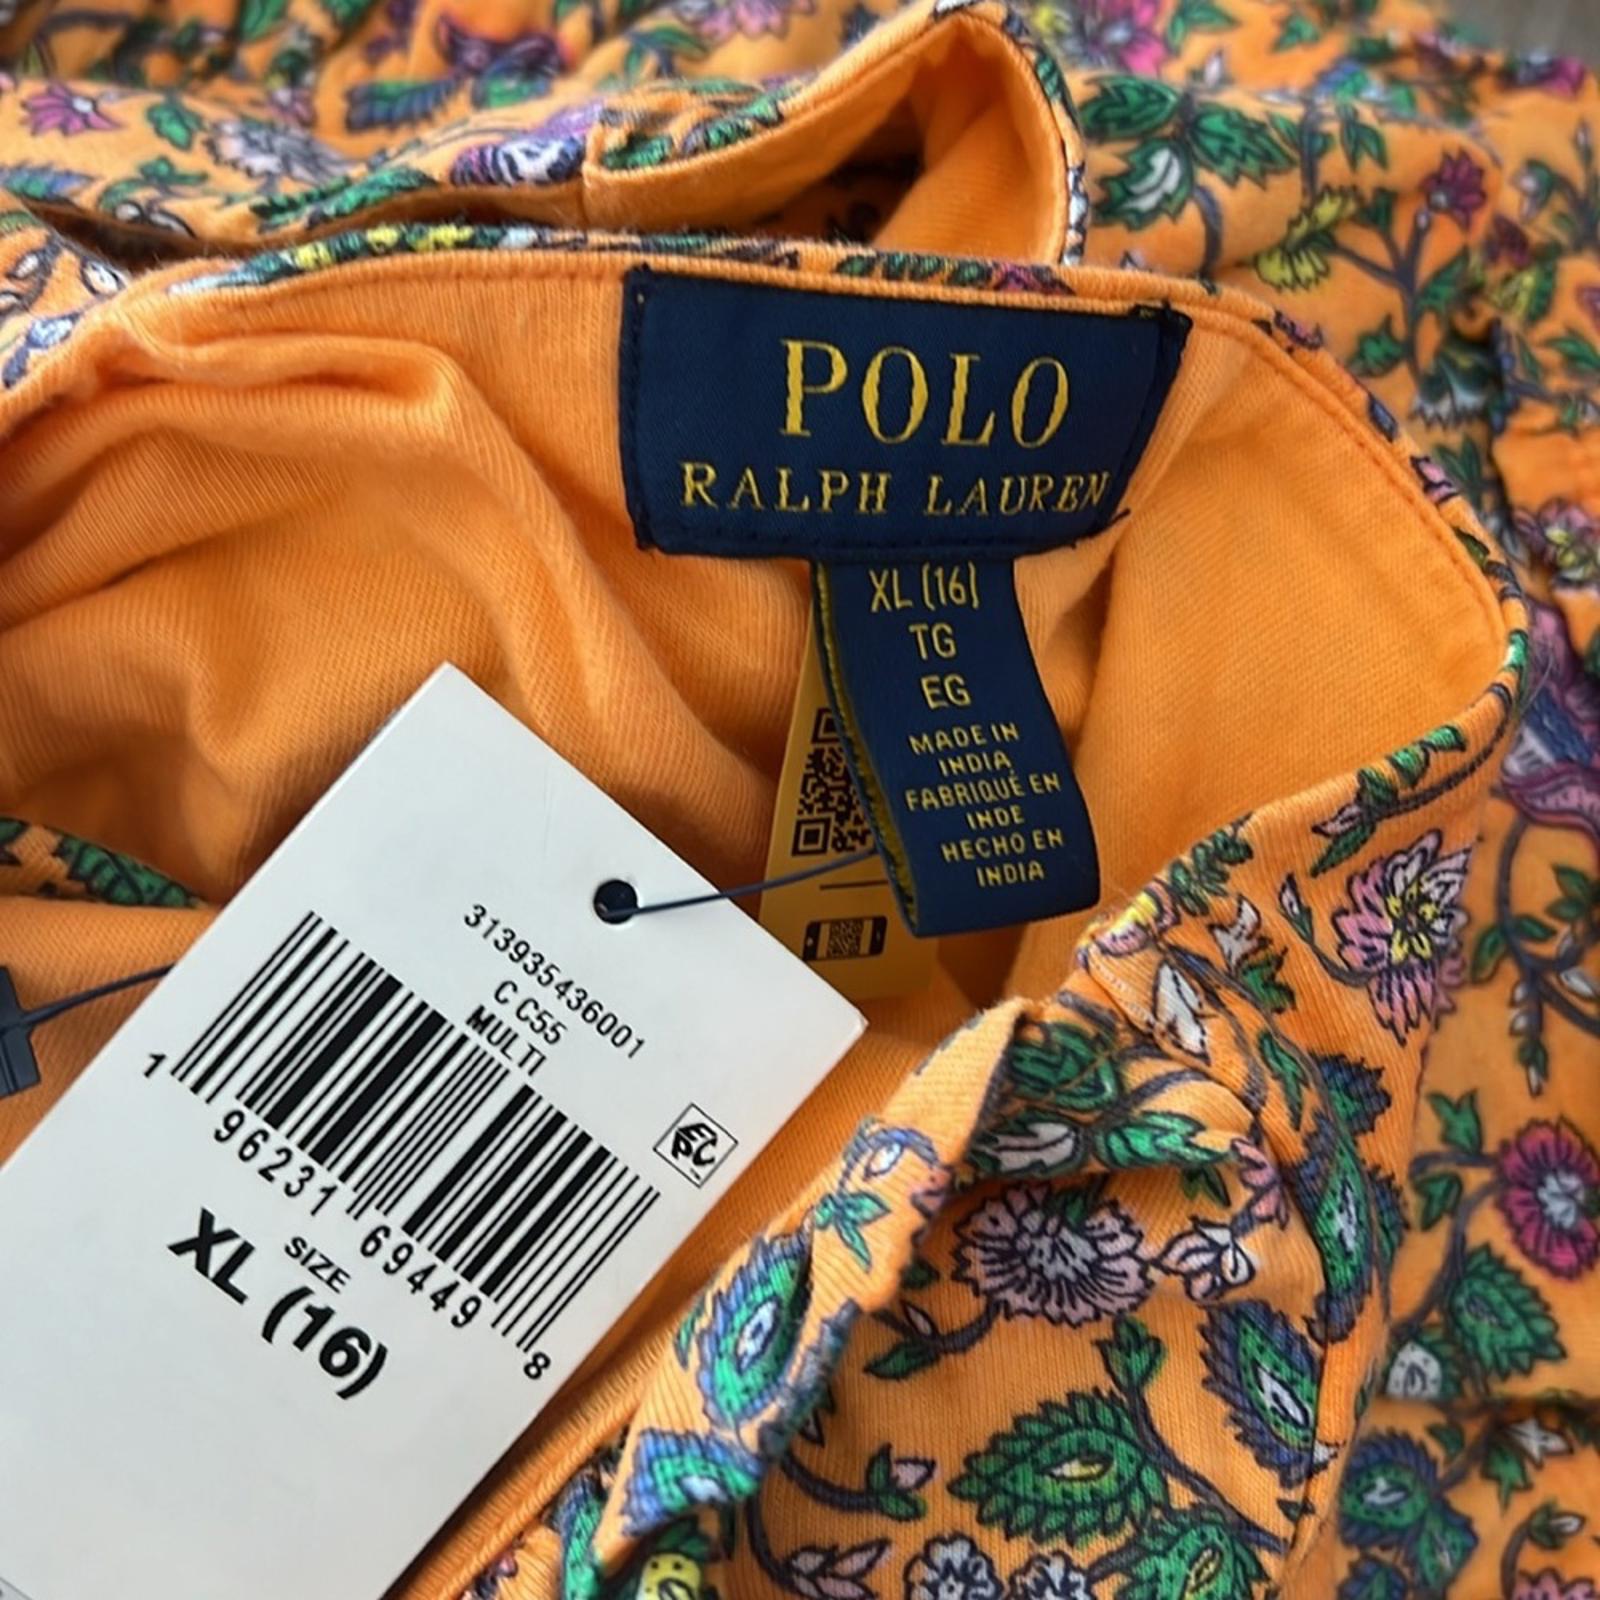 POLO
RALPH LAUREN
XL (16)
TG
EG
MADE IN
INDIA
FABRIQUÉ EN
INDE
HECHO EN
INDIA
313935436001
C C55
MULTI
1 96231 69449 8
EPC
SIZE
XL (16)